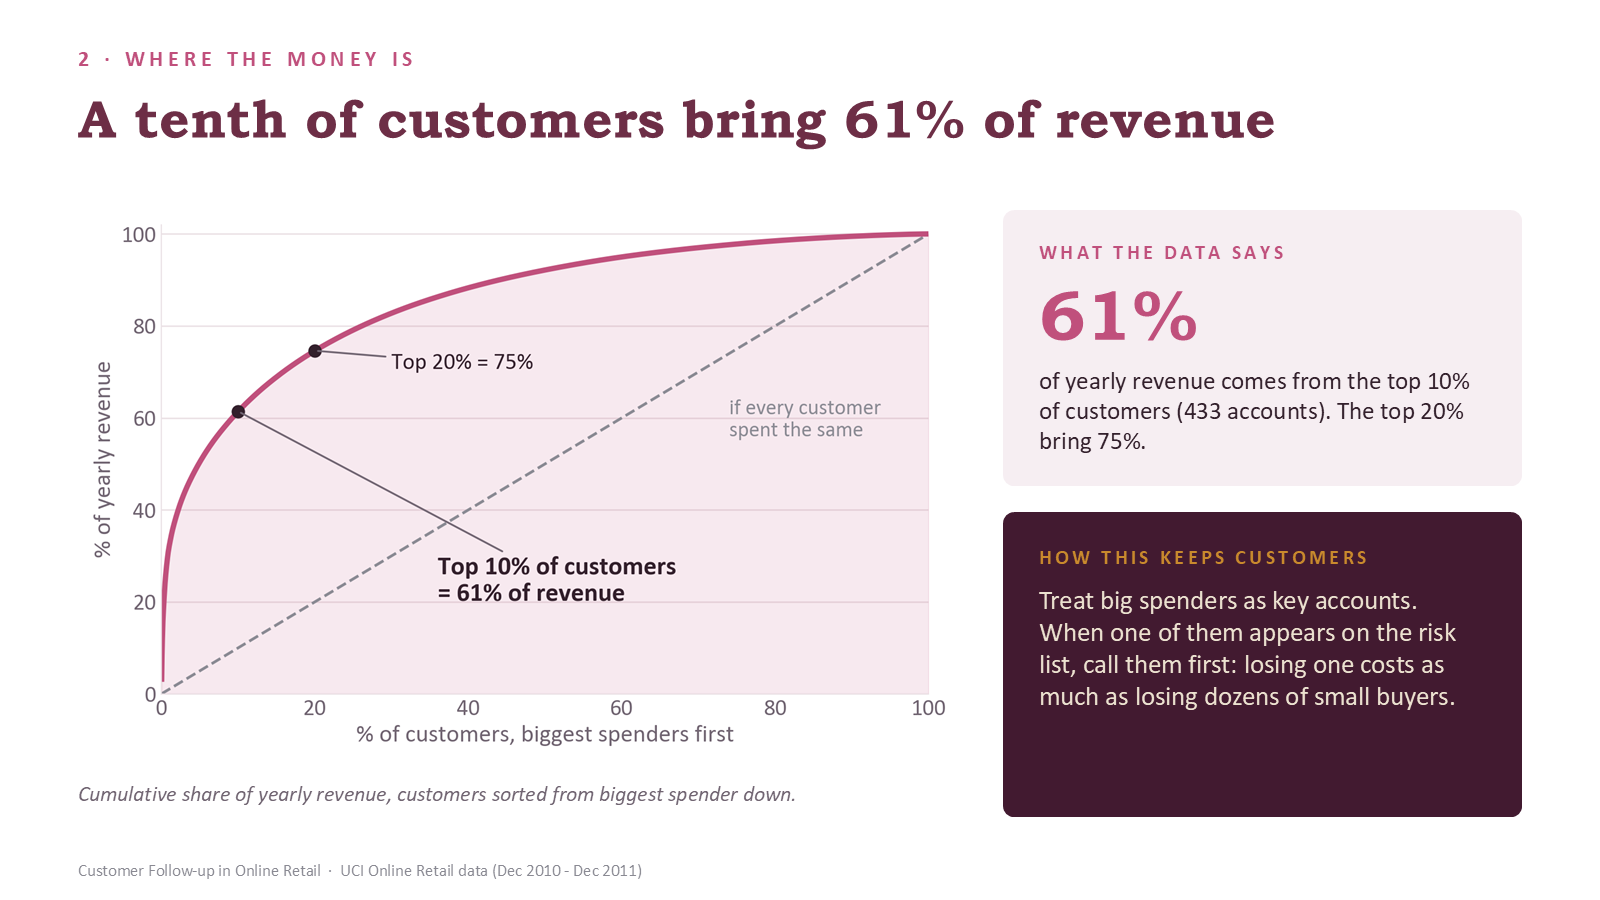 2 · WHERE THE MONEY IS
A tenth of customers bring 61% of revenue
100
80
60
40
20
0
% of yearly revenue
Top 20% = 75%
if every customer
spent the same
Top 10% of customers
= 61% of revenue
0 20 40 60 80 100
% of customers, biggest spenders first
Cumulative share of yearly revenue, customers sorted from biggest spender down.
WHAT THE DATA SAYS
61%
of yearly revenue comes from the top 10%
of customers (433 accounts). The top 20%
bring 75%.
HOW THIS KEEPS CUSTOMERS
Treat big spenders as key accounts.
When one of them appears on the risk
list, call them first: losing one costs as
much as losing dozens of small buyers.
Customer Follow-up in Online Retail · UCI Online Retail data (Dec 2010 - Dec 2011)